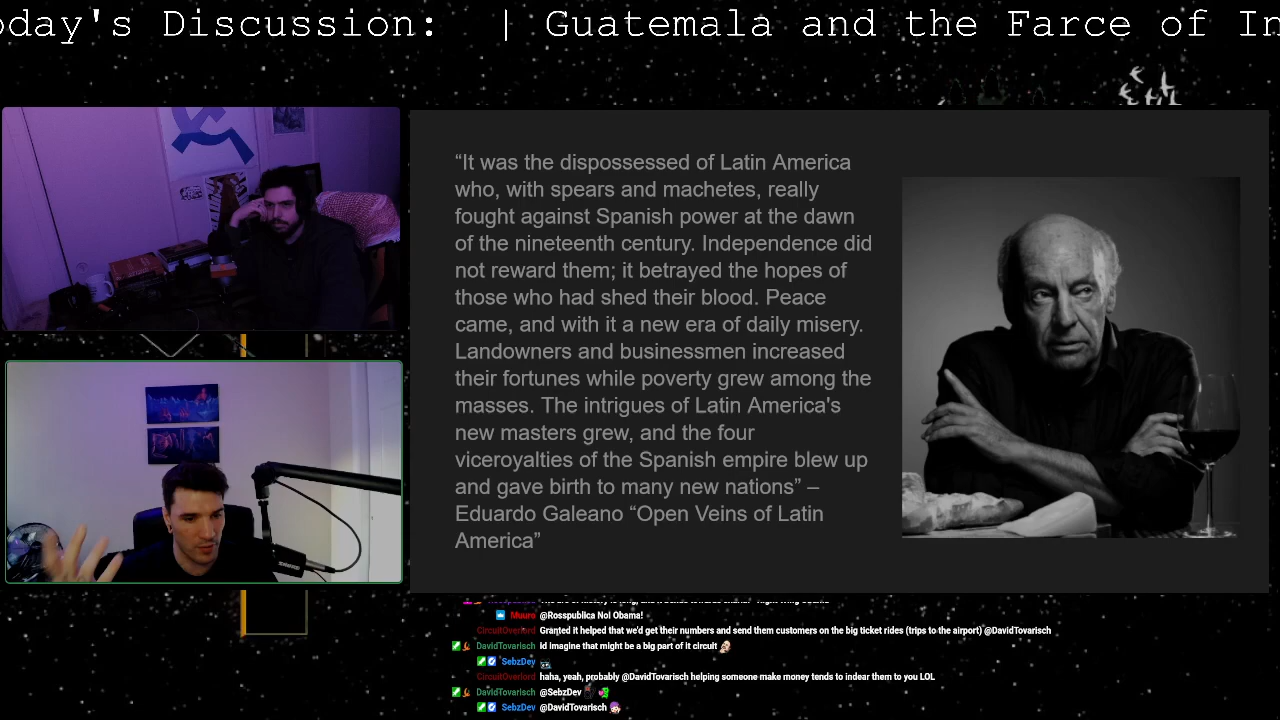 oday's Discussion: | Guatemala and the Farce of In
“It was the dispossessed of Latin America
who, with spears and machetes, really
fought against Spanish power at the dawn
of the nineteenth century. Independence did
not reward them; it betrayed the hopes of
those who had shed their blood. Peace
came, and with it a new era of daily misery.
Landowners and businessmen increased
their fortunes while poverty grew among the
masses. The intrigues of Latin America's
new masters grew, and the four
viceroyalties of the Spanish empire blew up
and gave birth to many new nations” –
Eduardo Galeano “Open Veins of Latin
America”
Muuro @Rosspublica No! Obama!
CircuitOverlord Granted it helped that we'd get their numbers and send them customers on the big ticket rides (trips to the airport) @DavidTovarisch
DavidTovarisch Id imagine that might be a big part of it circuit
SebzDev
CircuitOverlord haha, yeah, probably @DavidTovarisch helping someone make money tends to indear them to you LOL
DavidTovarisch @SebzDev
SebzDev @DavidTovarisch